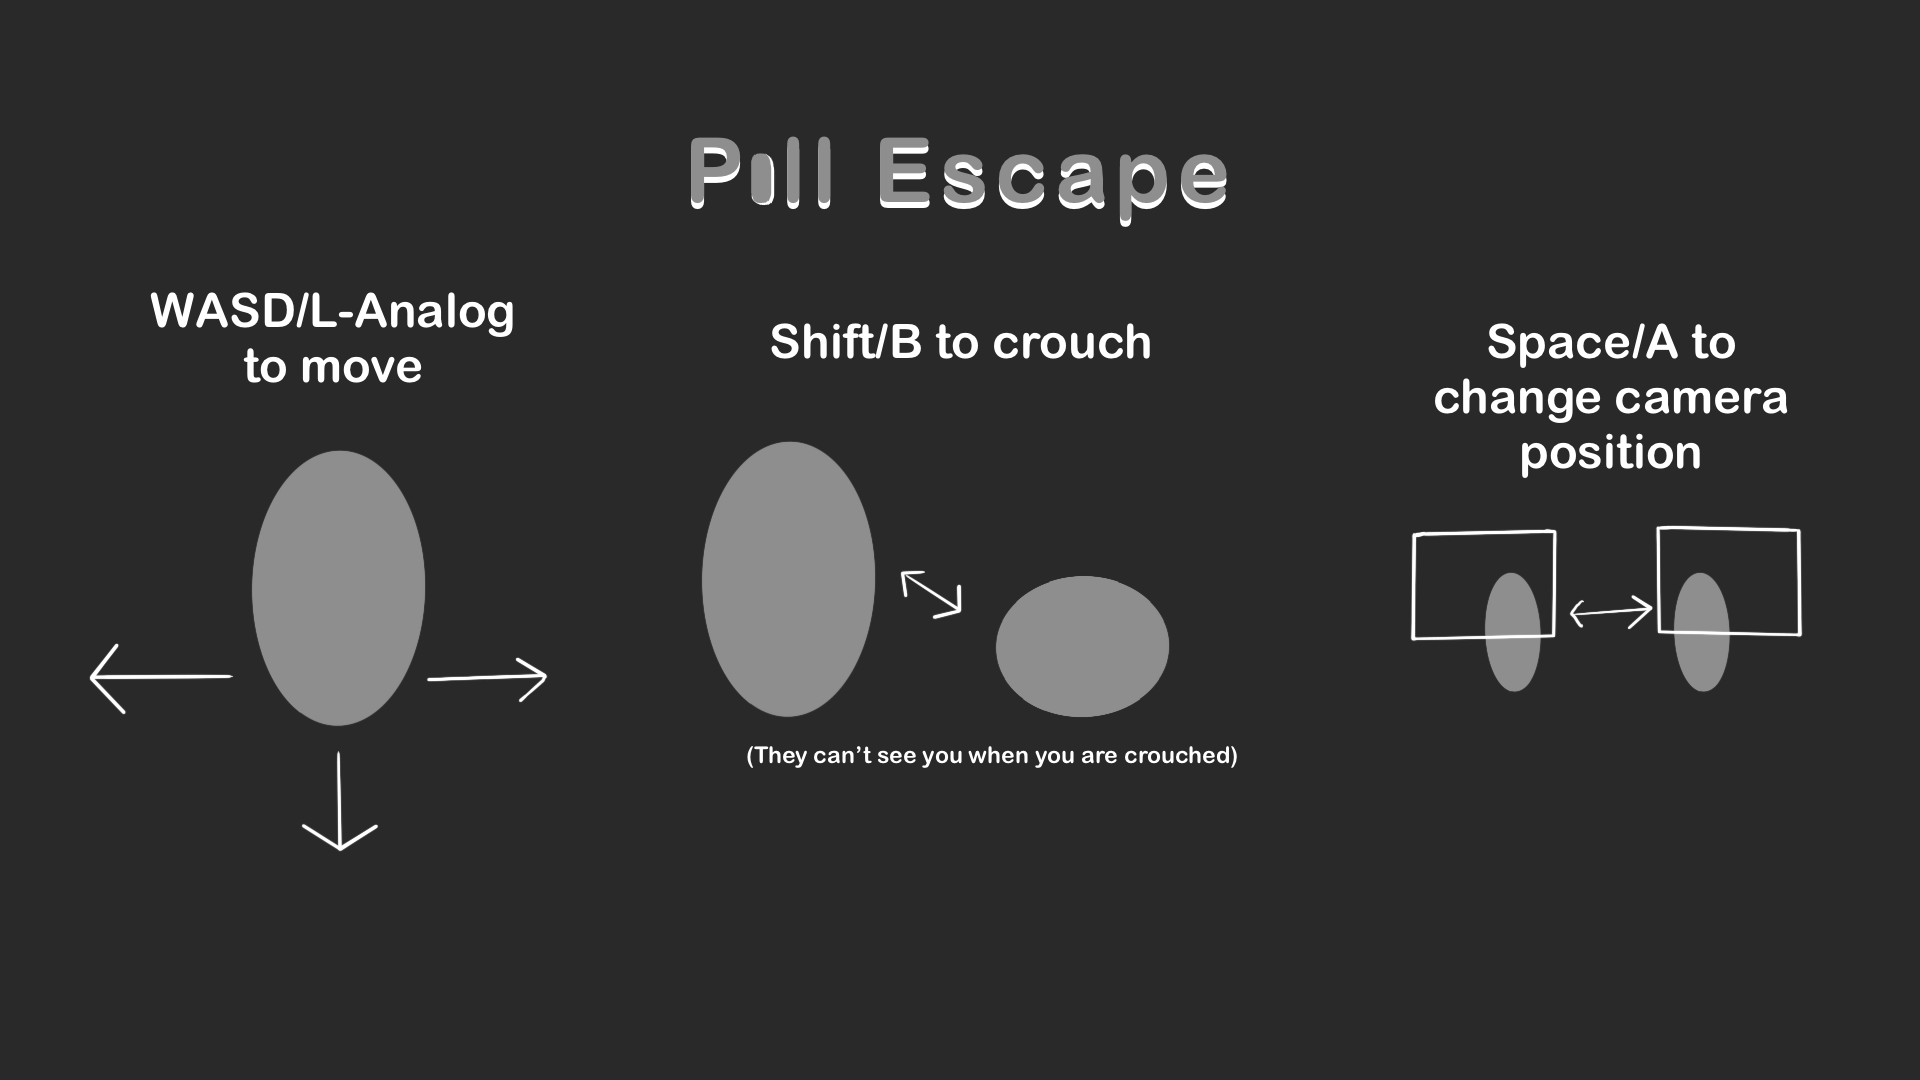 Pill Escape
WASD/L-Analog
to move
Shift/B to crouch
(They can’t see you when you are crouched)
Space/A to
change camera
position